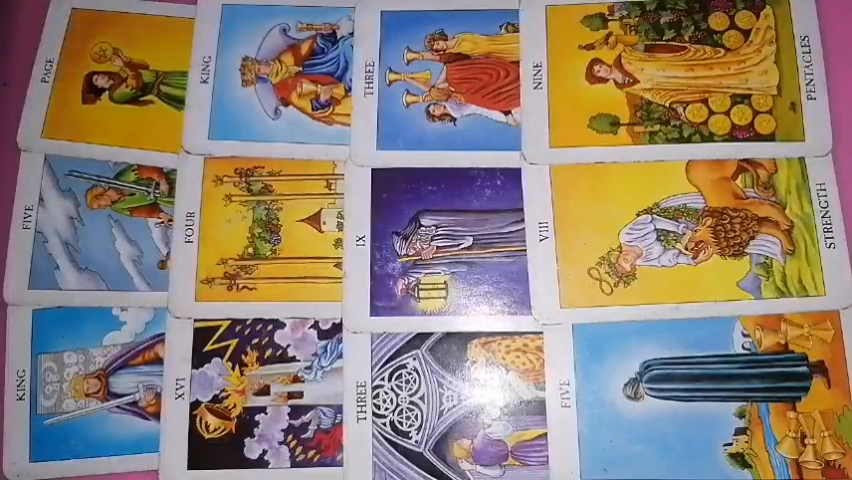 PAGE
KING
THREE
NINE
PENTACLES
FIVE
FOUR
IX
VIII
STRENGTH
KING
XVI
THREE
FIVE